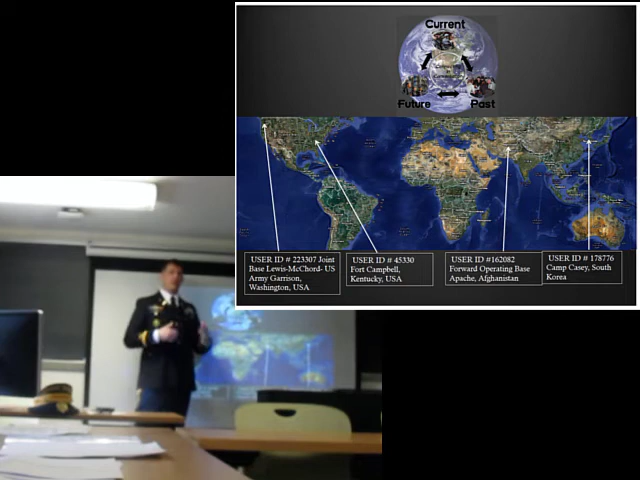 Current
Future
Past
USER ID # 223307 Joint
Base Lewis-McChord- US
Army Garrison,
Washington, USA
USER ID # 45330
Fort Campbell,
Kentucky, USA
USER ID #162082
Forward Operating Base
Apache, Afghanistan
USER ID # 178776
Camp Casey, South
Korea